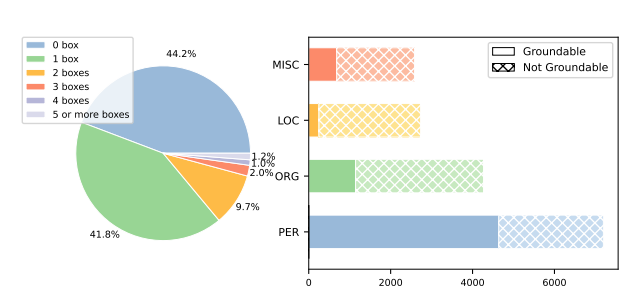 0 box
1 box
2 boxes
3 boxes
4 boxes
5 or more boxes
44.2%
41.8%
9.7%
2.0%
1.0%
1.2%
Groundable
Not Groundable
MISC
LOC
ORG
PER
0
2000
4000
6000